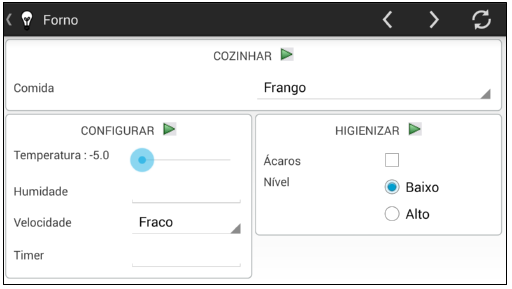 Forno
COZINHAR
Comida
Frango
CONFIGURAR
Temperatura : -5.0
Humidade
Velocidade
Fraco
Timer
HIGIENIZAR
Ácaros
Nível
Baixo
Alto